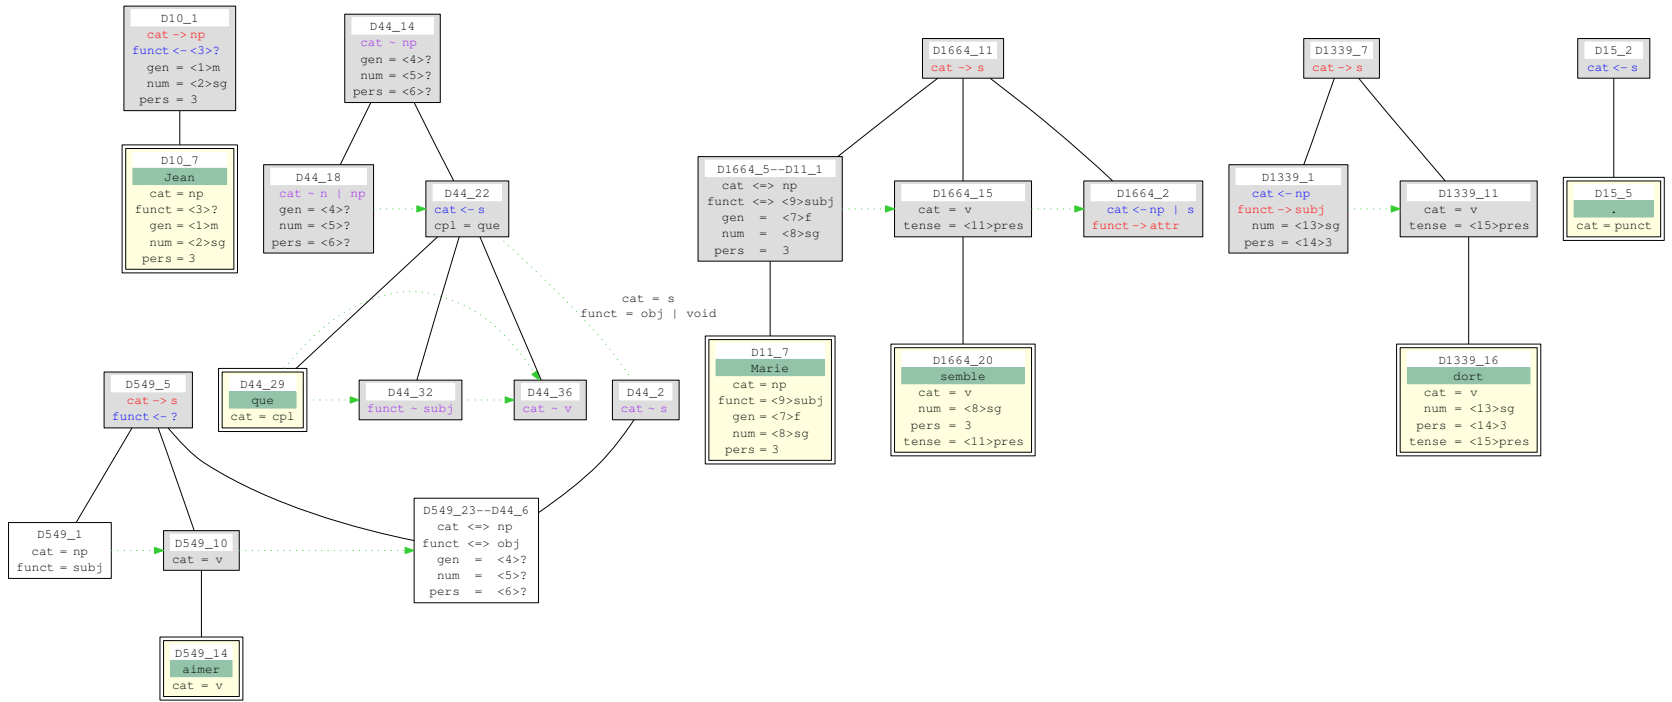 D10_1
cat -> np
funct <- <3>?
gen = <1>m
num = <2>sg
pers = 3
D10_7
Jean
cat = np
funct = <3>?
gen = <1>m
num = <2>sg
pers = 3
D44_14
cat ~ np
gen = <4>?
num = <5>?
pers = <6>?
D44_18
cat ~ n | np
gen = <4>?
num = <5>?
pers = <6>?
D44_22
cat <- s
cpl = que
cat = s
funct = obj | void
D44_29
que
cat = cpl
D44_32
funct ~ subj
D44_36
cat ~ v
D44_2
cat ~ s
D549_5
cat -> s
funct <- ?
D549_1
cat = np
funct = subj
D549_10
cat = v
D549_23--D44_6
cat <=> np
funct <=> obj
gen = <4>?
num = <5>?
pers = <6>?
D549_14
aimer
cat = v
D1664_11
cat -> s
D1664_5--D11_1
cat <=> np
funct <=> <9>subj
gen = <7>f
num = <8>sg
pers = 3
D1664_15
cat = v
tense = <11>pres
D1664_2
cat <- np | s
funct -> attr
D11_7
Marie
cat = np
funct = <9>subj
gen = <7>f
num = <8>sg
pers = 3
D1664_20
semble
cat = v
num = <8>sg
pers = 3
tense = <11>pres
D1339_7
cat -> s
D1339_1
cat <- np
funct -> subj
num = <13>sg
pers = <14>3
D1339_11
cat = v
tense = <15>pres
D1339_16
dort
cat = v
num = <13>sg
pers = <14>3
tense = <15>pres
D15_2
cat <- s
D15_5
.
cat = punct